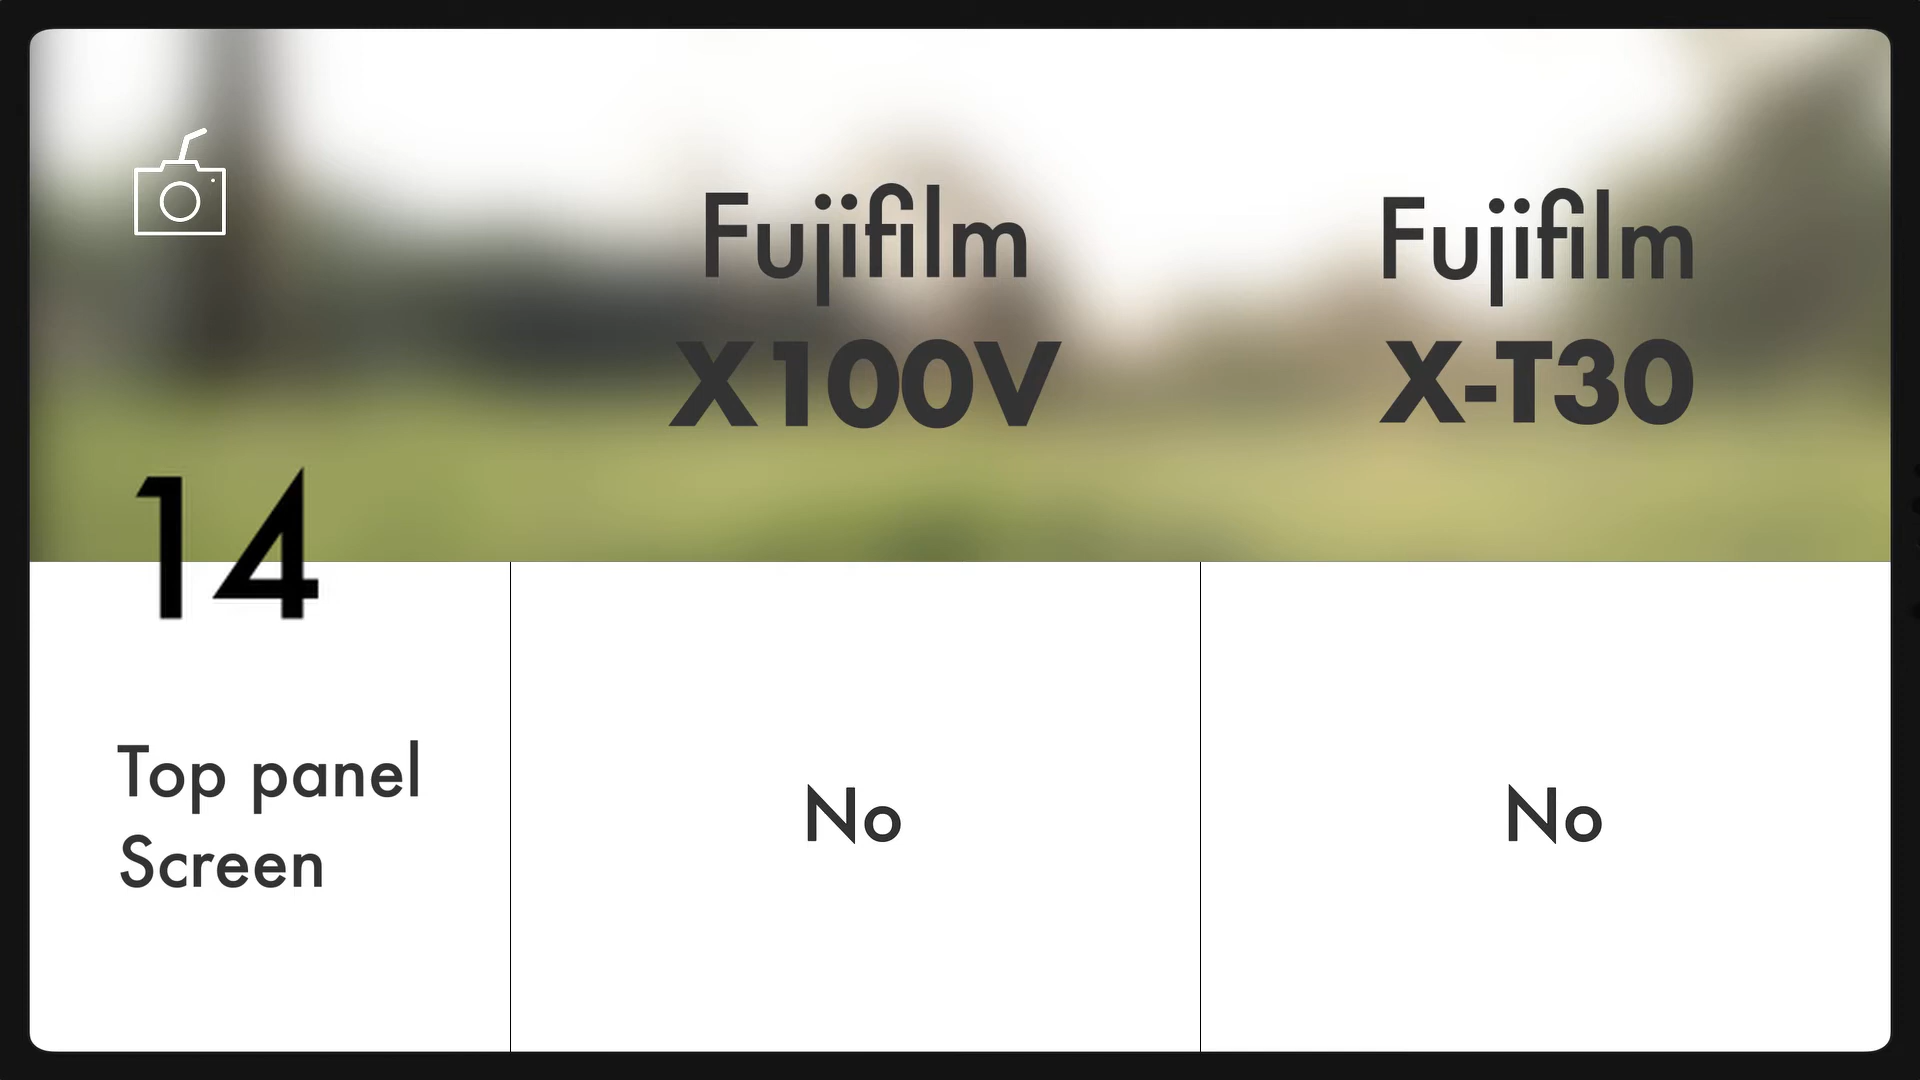 Fujifilm
X100V
Fujifilm
X-T30
14
Top panel
Screen
No
No